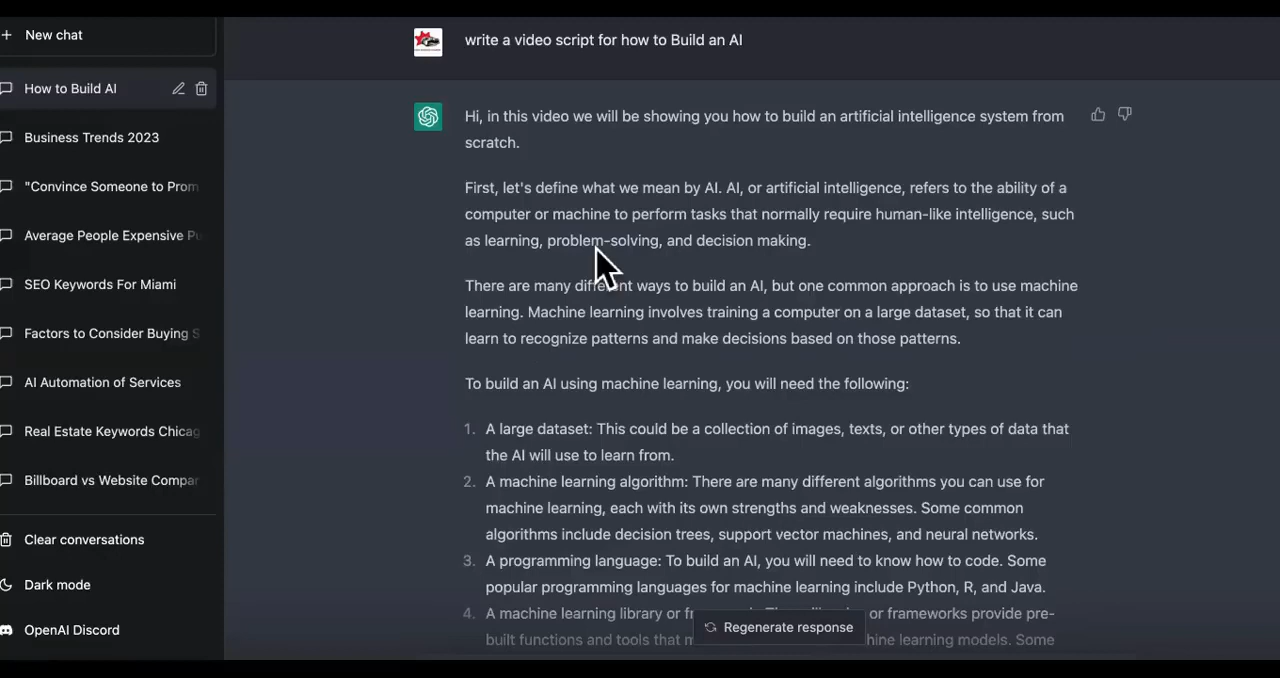 New chat
How to Build AI
Business Trends 2023
"Convince Someone to Prom
Average People Expensive Pu
SEO Keywords For Miami
Factors to Consider Buying S
AI Automation of Services
Real Estate Keywords Chicag
Billboard vs Website Compar
Clear conversations
Dark mode
OpenAI Discord
write a video script for how to Build an AI
Hi, in this video we will be showing you how to build an artificial intelligence system from
scratch.
First, let's define what we mean by AI. AI, or artificial intelligence, refers to the ability of a
computer or machine to perform tasks that normally require human-like intelligence, such
as learning, problem-solving, and decision making.
There are many different ways to build an AI, but one common approach is to use machine
learning. Machine learning involves training a computer on a large dataset, so that it can
learn to recognize patterns and make decisions based on those patterns.
To build an AI using machine learning, you will need the following:
1. A large dataset: This could be a collection of images, texts, or other types of data that
the AI will use to learn from.
2. A machine learning algorithm: There are many different algorithms you can use for
machine learning, each with its own strengths and weaknesses. Some common
algorithms include decision trees, support vector machines, and neural networks.
3. A programming language: To build an AI, you will need to know how to code. Some
popular programming languages for machine learning include Python, R, and Java.
4. A machine learning library or or frameworks provide pre-
built functions and tools that learning models. Some
Regenerate response